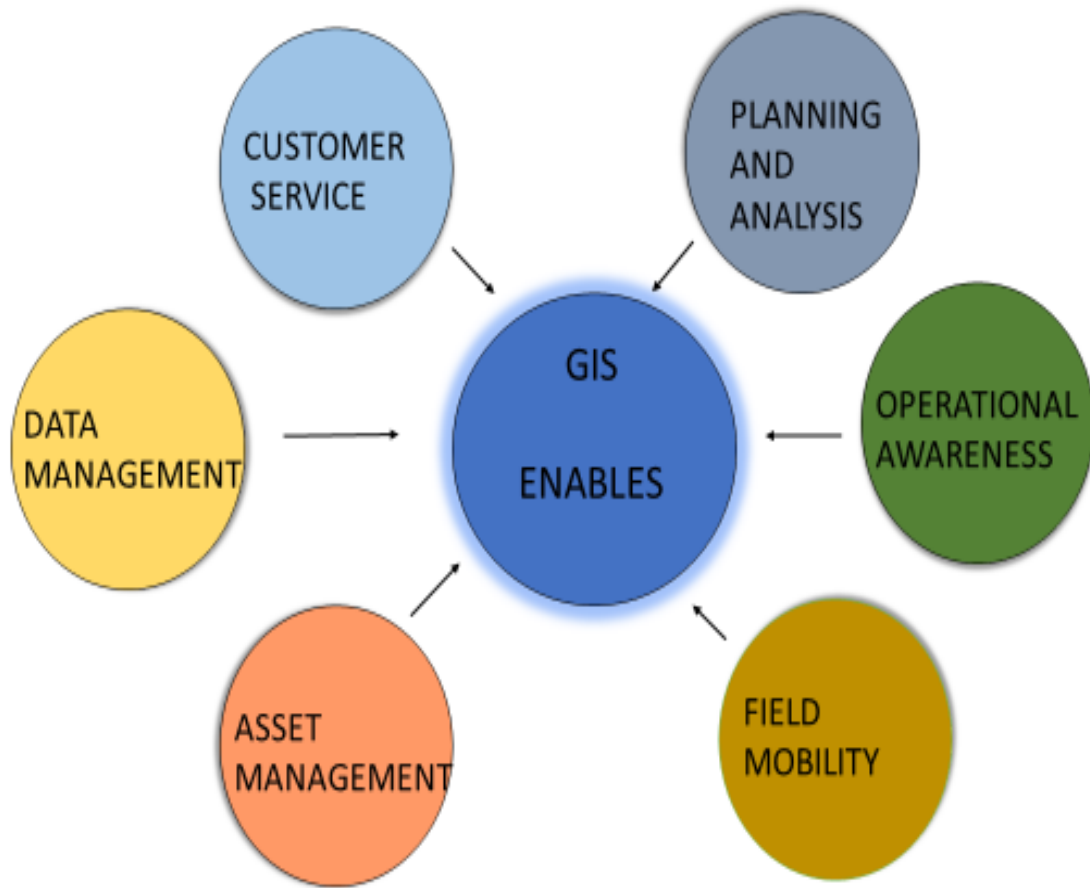 CUSTOMER
SERVICE
PLANNING
AND
ANALYSIS
GIS
ENABLES
DATA
MANAGEMENT
OPERATIONAL
AWARENESS
ASSET
MANAGEMENT
FIELD
MOBILITY